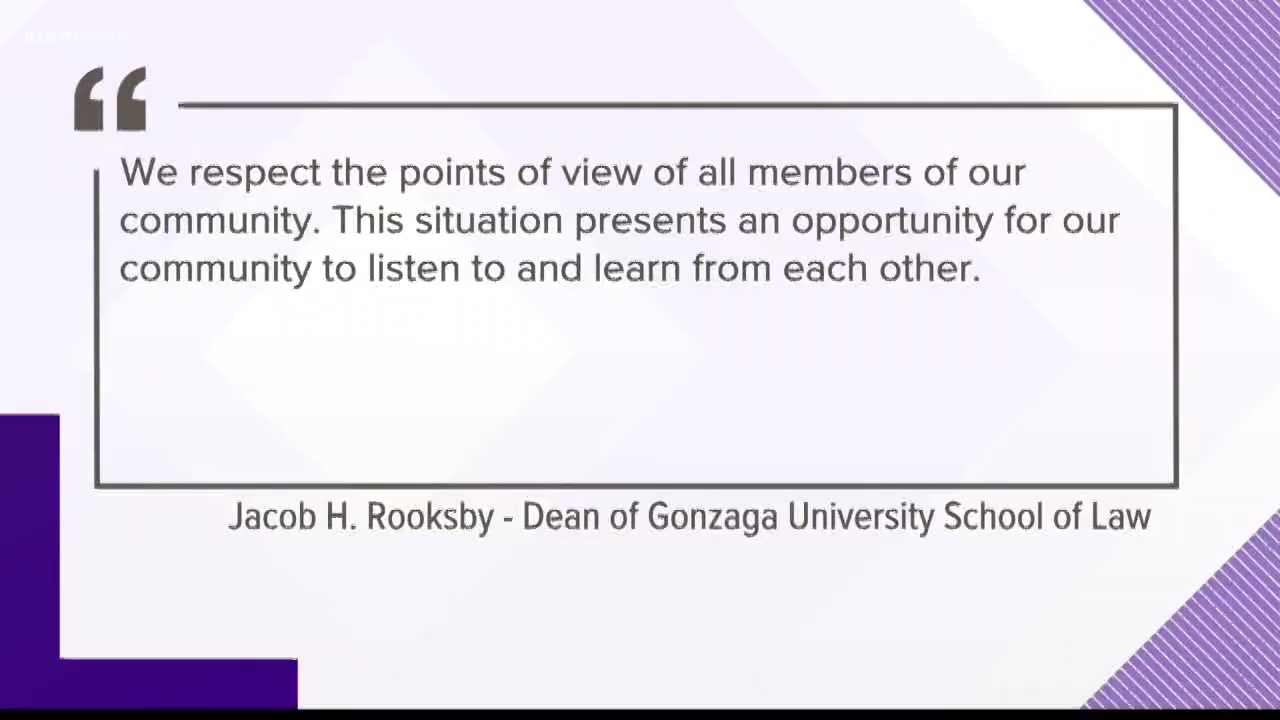 We respect the points of view of all members of our
community. This situation presents an opportunity for our
community to listen to and learn from each other.
Jacob H. Rooksby - Dean of Gonzaga University School of Law